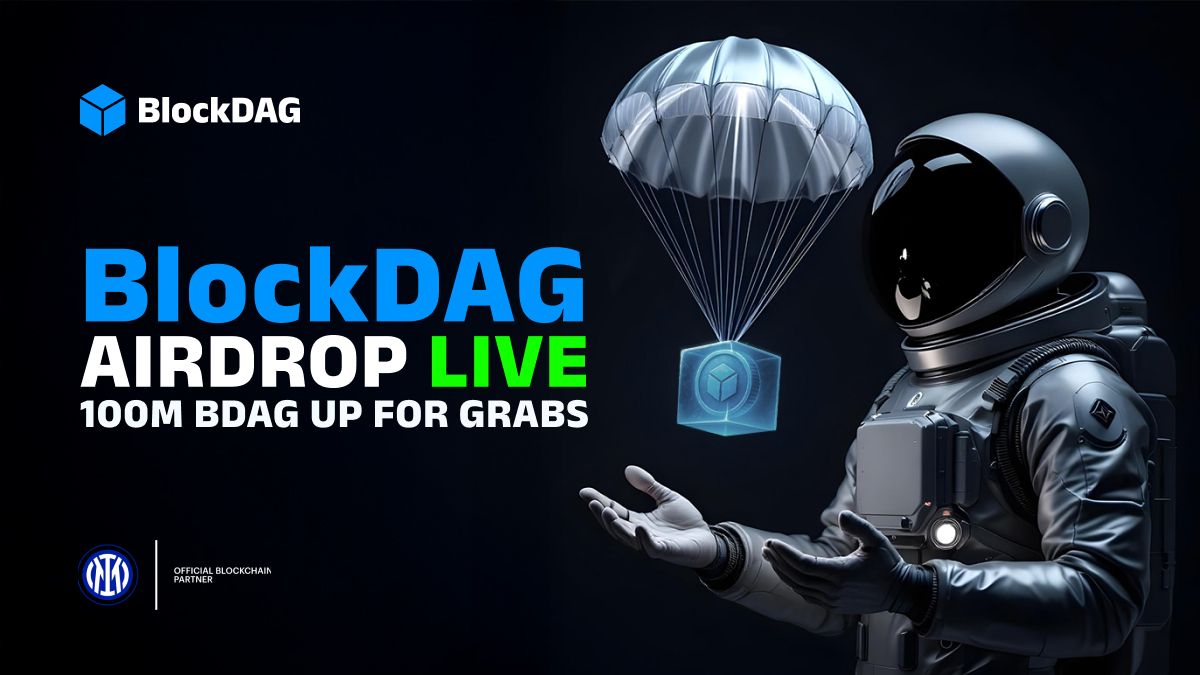 BlockDAG
BlockDAG
AIRDROP LIVE
100M BDAG UP FOR GRABS
OFFICIAL BLOCKCHAIN
PARTNER